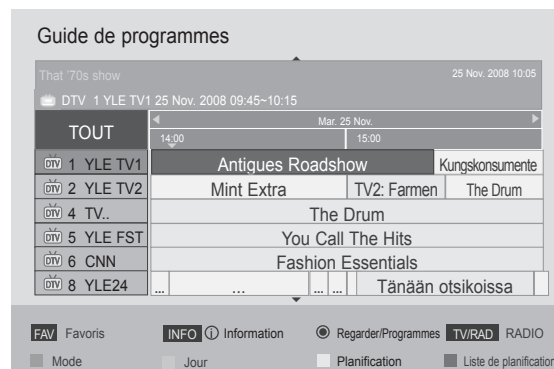 Guide de programmes
That '70s show 25 Nov. 2008 10:05
DTV 1 YLE TV1 25 Nov. 2008 09:45~10:15
TOUT
Mar. 25 Nov.
14:00 15:00
DTV 1 YLE TV1 Antigues Roadshow Kungskonsumente
DTV 2 YLE TV2 Mint Extra TV2: Farmen The Drum
DTV 4 TV.. The Drum
DTV 5 YLE FST You Call The Hits
DTV 6 CNN Fashion Essentials
DTV 8 YLE24 ... ... ... ... Tänään otsikoissa
FAV Favoris INFO i Information Regarder/Programmes TV/RAD RADIO
Mode Jour Planification Liste de planification